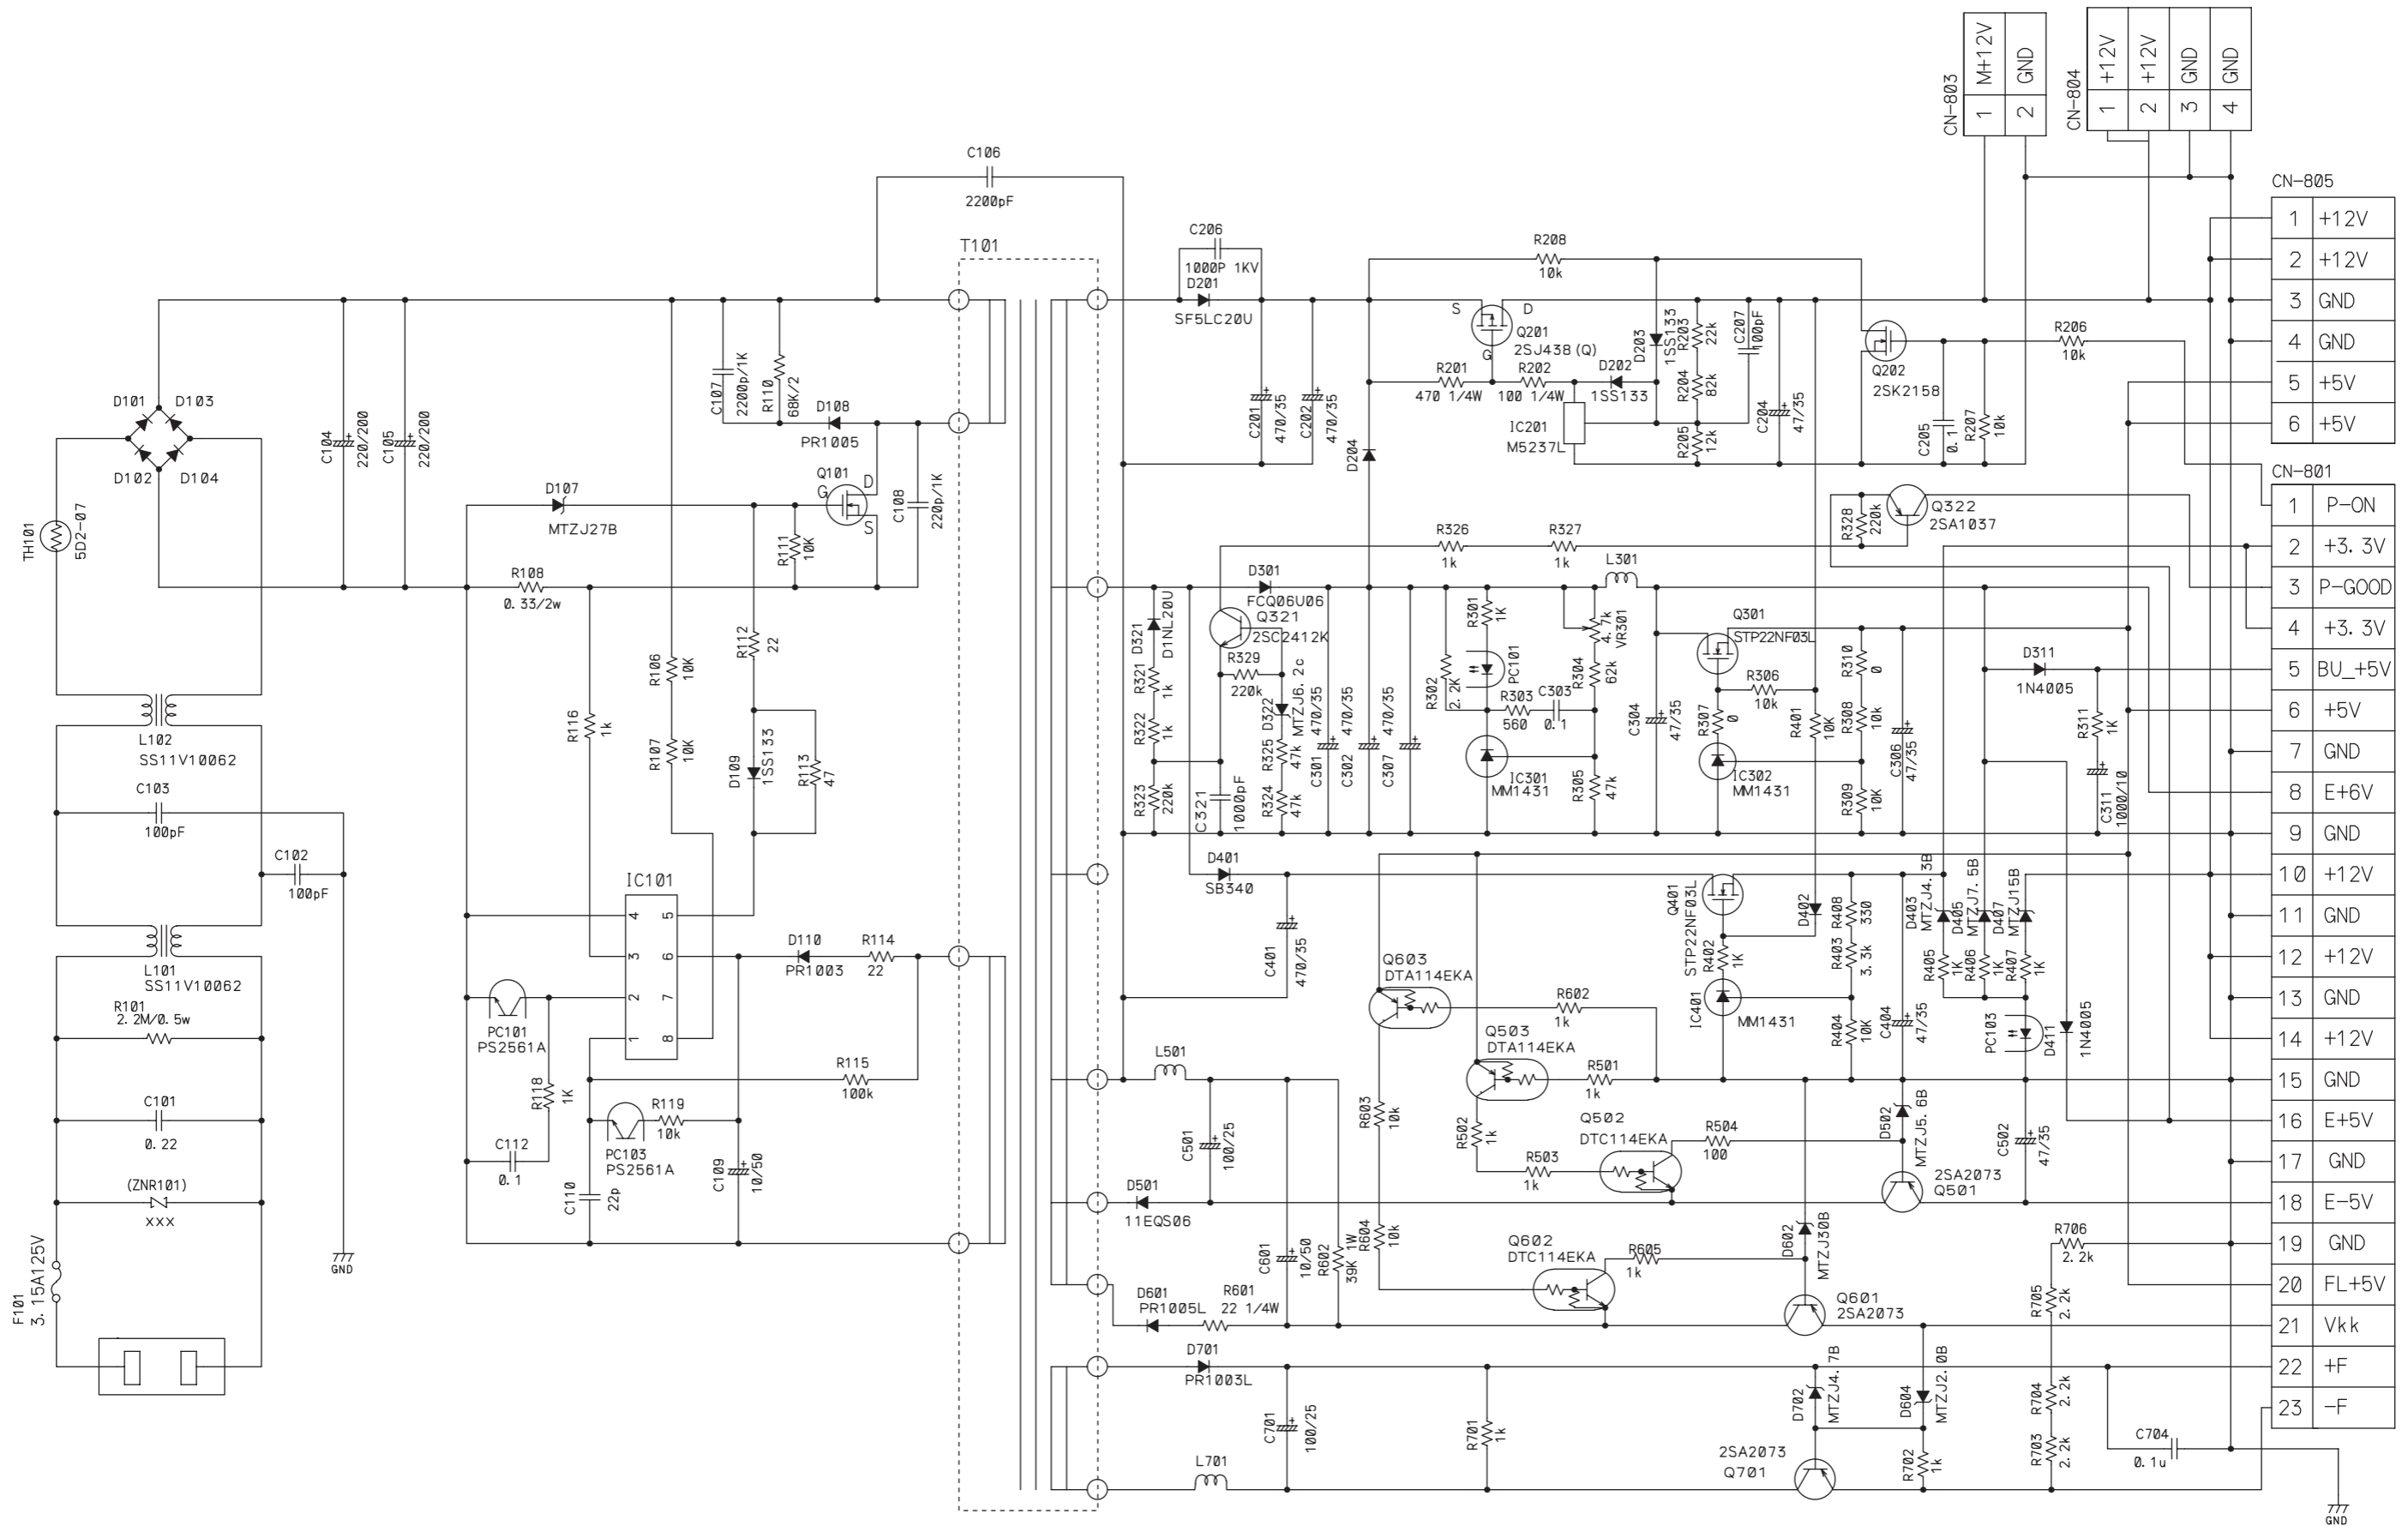 CN-803
1 M+12V
2 GND
CN-804
1 +12V
2 +12V
3 GND
4 GND
CN-805
1 +12V
2 +12V
3 GND
4 GND
5 +5V
6 +5V
CN-801
1 P-ON
2 +3.3V
3 P-GOOD
4 +3.3V
5 BU_+5V
6 +5V
7 GND
8 E+6V
9 GND
10 +12V
11 GND
12 +12V
13 GND
14 +12V
15 GND
16 E+5V
17 GND
18 E-5V
19 GND
20 FL+5V
21 Vkk
22 +F
23 -F
GND
D101
D103
D102
D104
TH101
5D2-07
L102
SS11V10062
C103
100pF
C102
100pF
L101
SS11V10062
R101
2.2M/0.5w
C101
0.22
(ZNR101)
xxx
F101
3.15A125V
GND
C104
220/200
C105
220/200
C107
2200p/1K
R110
68K/2
D108
PR1005
D107
MTZJ27B
Q101
G
D
S
R111
10K
C108
220p/1K
R108
0.33/2w
R112
22
R106
10K
R107
10K
R116
1k
D109
1SS133
R113
47
IC101
4
3
2
1
5
6
7
8
D110
PR1003
R114
22
PC101
PS2561A
R118
1K
R115
100k
R119
10k
PC103
PS2561A
C112
0.1
C110
22p
C109
10/50
C106
2200pF
T101
C206
1000P 1KV
D201
SF5LC20U
C201
470/35
C202
470/35
R208
10k
S
D
G
Q201
2SJ438(Q)
R201
470 1/4W
R202
100 1/4W
D202
1SS133
D203
1SS133
R203
22k
R204
82k
R205
12k
C207
100pF
C204
47/35
IC201
M5237L
Q202
2SK2158
R206
10k
C205
0.1
R207
10k
D204
R326
1k
R327
1k
R328
220k
Q322
2SA1037
L301
D301
FCQ06U06
Q321
2SC2412K
D321
D1NL20U
R321
1k
R322
1k
R323
220k
R329
220k
D322
MTZJ6.2c
R325
47k
R324
47k
C321
1000pF
C301
470/35
C302
470/35
C307
470/35
R302
2.2K
R301
1K
PC101
R303
560
C303
0.1
VR301
4.7k
R304
62k
R305
47k
IC301
MM1431
C304
47/35
Q301
STP22NF03L
R306
10k
R307
0
IC302
MM1431
R401
10K
R310
0
R308
10k
R309
10K
C306
47/35
D311
1N4005
R311
1K
C311
1000/10
D401
SB340
C401
470/35
Q401
STP22NF03L
R402
1K
IC401
MM1431
D402
R408
330
R403
3.3k
R404
10K
C404
47/35
D403
MTZJ4.3B
D405
MTZJ7.5B
D407
MTZJ15B
R405
1K
R406
1K
R407
1K
PC103
D411
1N4005
Q603
DTA114EKA
R602
1k
Q503
DTA114EKA
R501
1k
L501
C501
100/25
R603
10k
R502
1k
R503
1k
Q502
DTC114EKA
R504
100
D502
MTZJ5.6B
C502
47/35
2SA2073
Q501
D501
11EQS06
C601
10/50
R602
39K 1W
R604
10k
Q602
DTC114EKA
R605
1k
D602
MTZJ30B
Q601
2SA2073
D601
PR1005L
R601
22 1/4W
R706
2.2k
R705
2.2k
R704
2.2k
R703
2.2k
D701
PR1003L
C701
100/25
R701
1k
L701
D702
MTZJ4.7B
D604
MTZJ2.0B
R702
1k
2SA2073
Q701
C704
0.1u